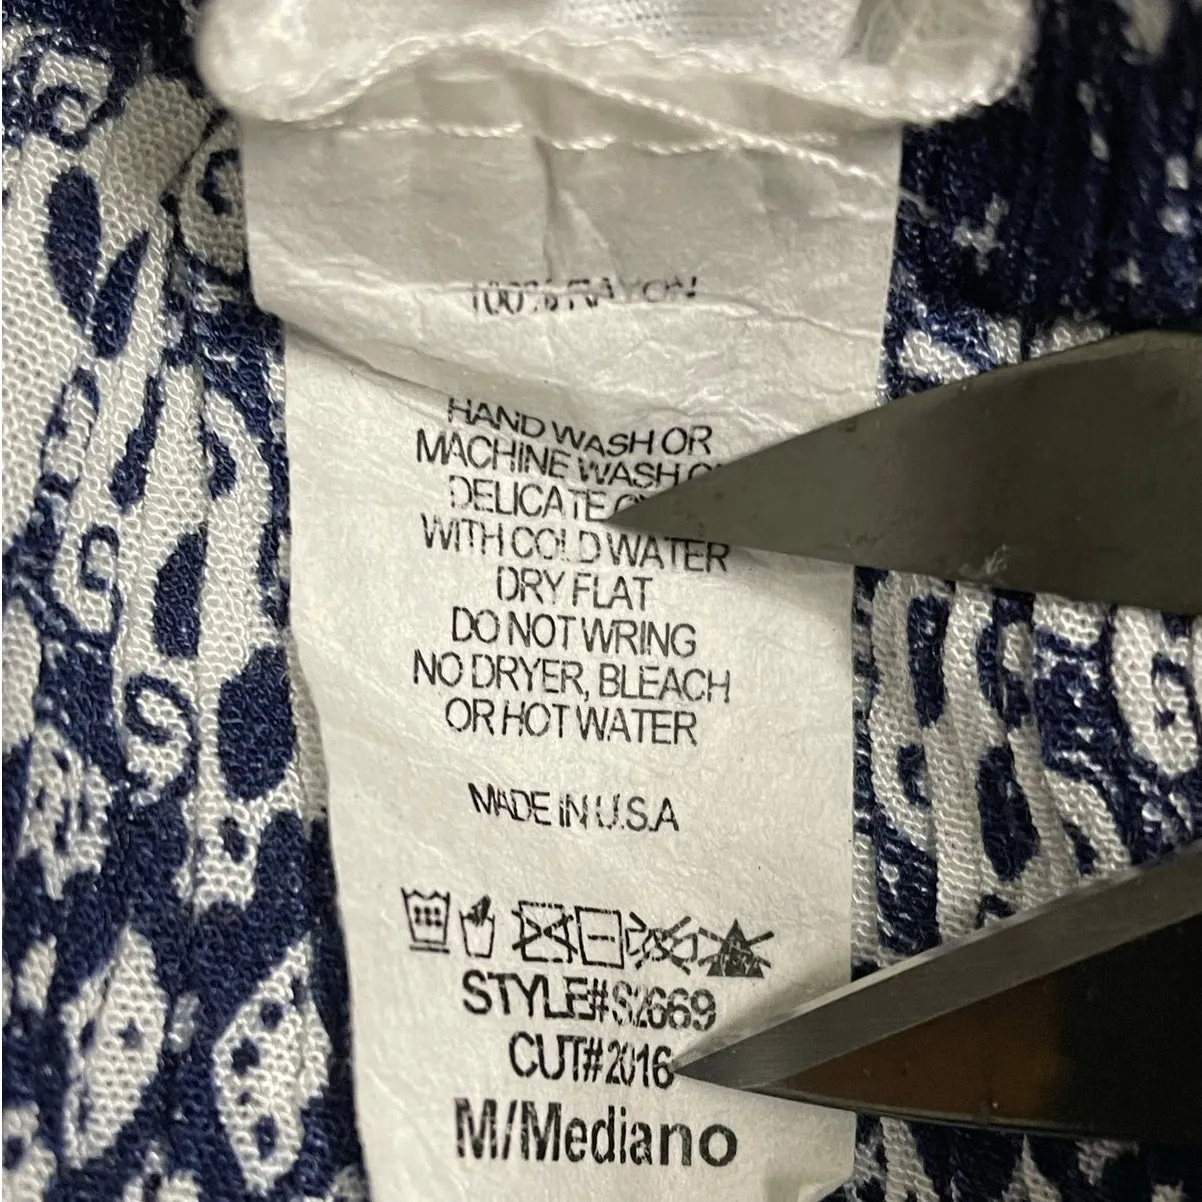 100% RAYON
HAND WASH OR
MACHINE WASH
DELICATE
WITH COLD WATER
DRY FLAT
DO NOT WRING
NO DRYER, BLEACH
OR HOT WATER
MADE IN U.S.A
STYLE#S2669
CUT#2016
M/Mediano